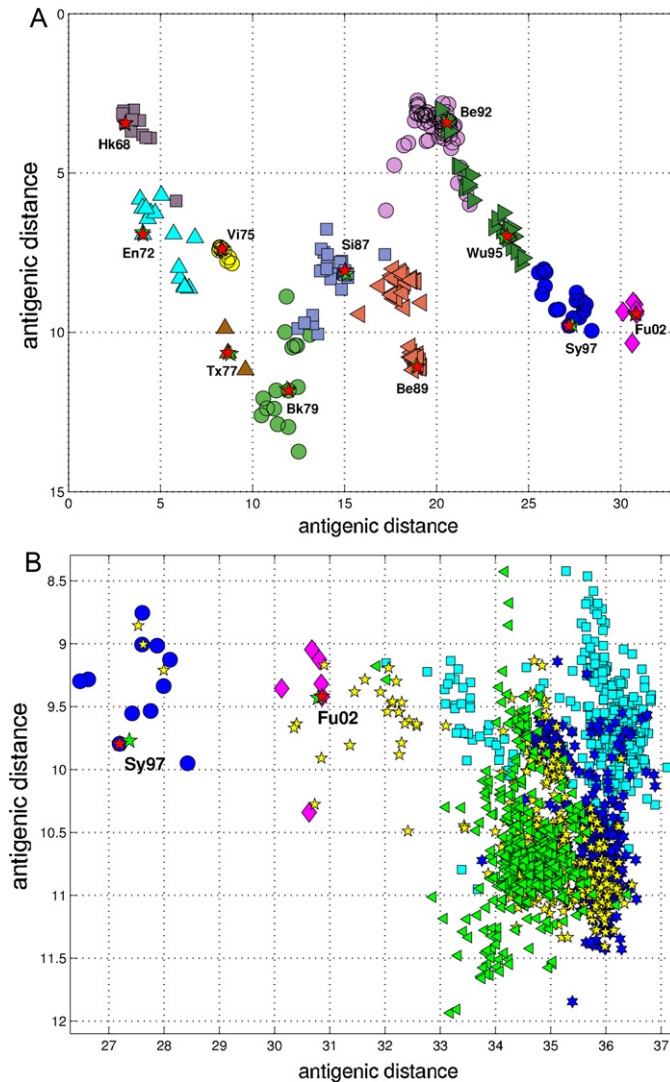 A
0
5
10
15
Hk68
Be92
En72
Vi75
Wu95
Si87
Fu02
Tx77
Sy97
Be89
Bk79
0 5 10 15 20 25 30
antigenic distance
antigenic distance
B
8.5
9
9.5
10
10.5
11
11.5
12
Fu02
Sy97
27 28 29 30 31 32 33 34 35 36 37
antigenic distance
antigenic distance